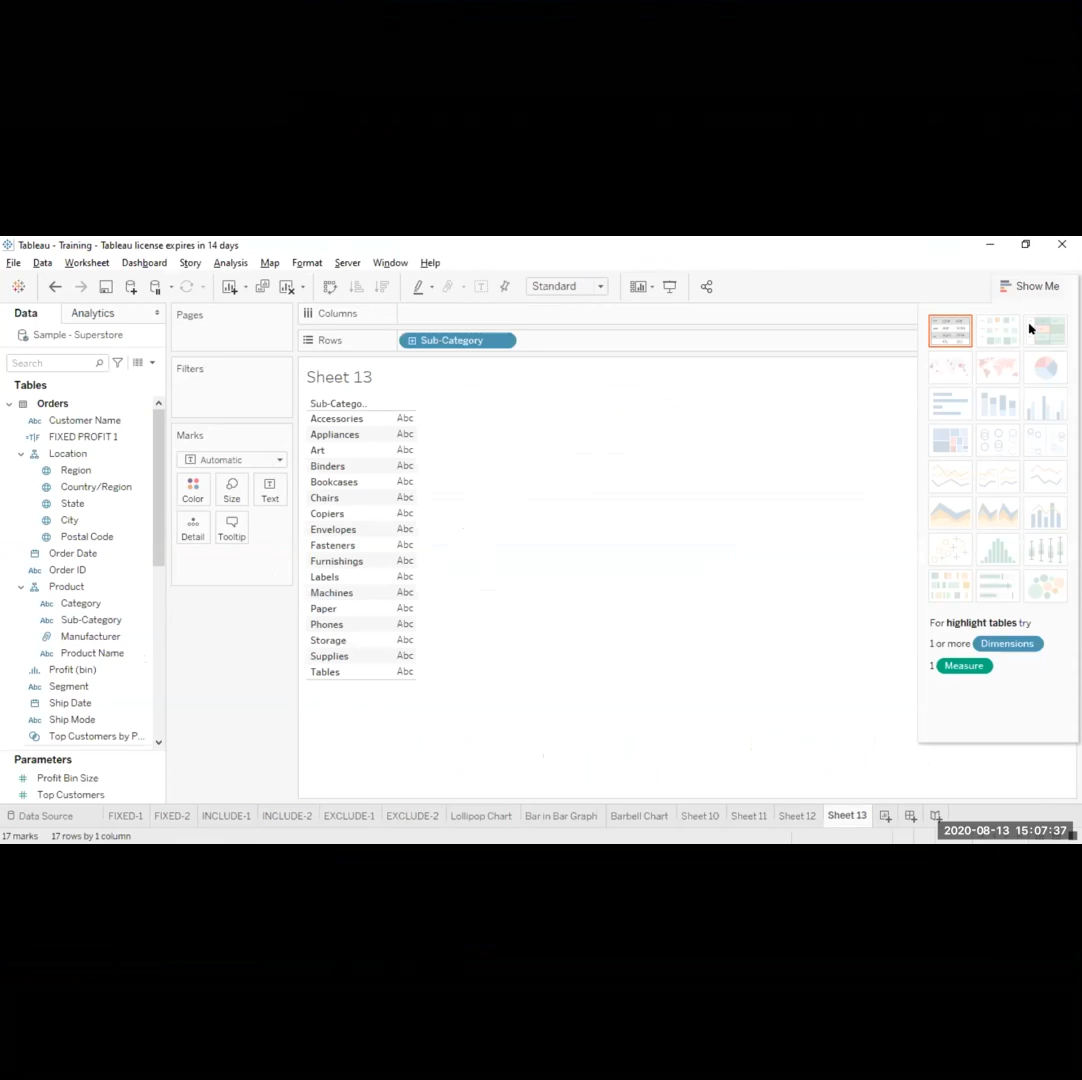 Tableau - Training - Tableau license expires in 14 days
File Data Worksheet Dashboard Story Analysis Map Format Server Window Help
Standard
Show Me
Data Analytics
Sample - Superstore
Search
Tables
Orders
Abc Customer Name
=T|F FIXED PROFIT 1
Location
Region
Country/Region
State
City
Postal Code
Order Date
Abc Order ID
Product
Abc Category
Abc Sub-Category
Manufacturer
Abc Product Name
Profit (bin)
Abc Segment
Ship Date
Abc Ship Mode
Top Customers by P...
Parameters
# Profit Bin Size
# Top Customers
Pages
Filters
Marks
Automatic
Color Size Text
Detail Tooltip
Columns
Rows Sub-Category
Sheet 13
Sub-Catego..
Accessories Abc
Appliances Abc
Art Abc
Binders Abc
Bookcases Abc
Chairs Abc
Copiers Abc
Envelopes Abc
Fasteners Abc
Furnishings Abc
Labels Abc
Machines Abc
Paper Abc
Phones Abc
Storage Abc
Supplies Abc
Tables Abc
For highlight tables try
1 or more Dimensions
1 Measure
Data Source FIXED-1 FIXED-2 INCLUDE-1 INCLUDE-2 EXCLUDE-1 EXCLUDE-2 Lollipop Chart Bar in Bar Graph Barbell Chart Sheet 10 Sheet 11 Sheet 12 Sheet 13
17 marks 17 rows by 1 column
2020-08-13 15:07:37